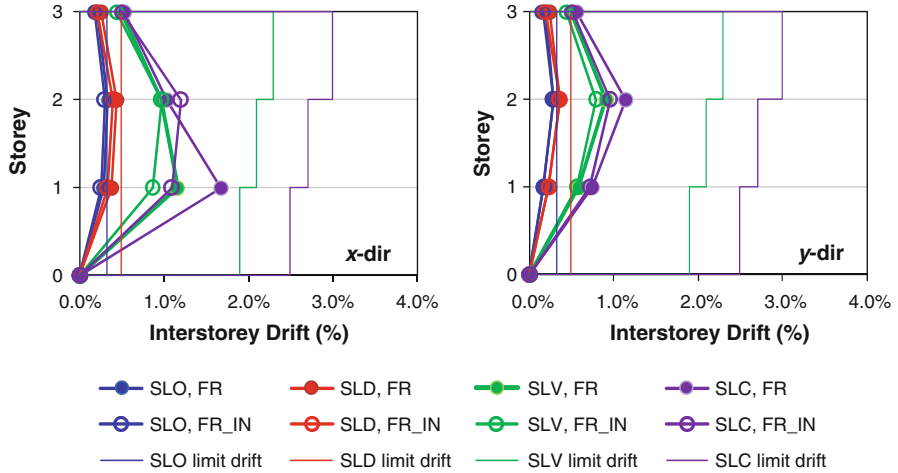 3
2
1
0
Storey
x-dir
0.0% 1.0% 2.0% 3.0% 4.0%
Interstorey Drift (%)
3
2
1
0
Storey
y-dir
0.0% 1.0% 2.0% 3.0% 4.0%
Interstorey Drift (%)
SLO, FR SLD, FR SLV, FR SLC, FR
SLO, FR_IN SLD, FR_IN SLV, FR_IN SLC, FR_IN
SLO limit drift SLD limit drift SLV limit drift SLC limit drift